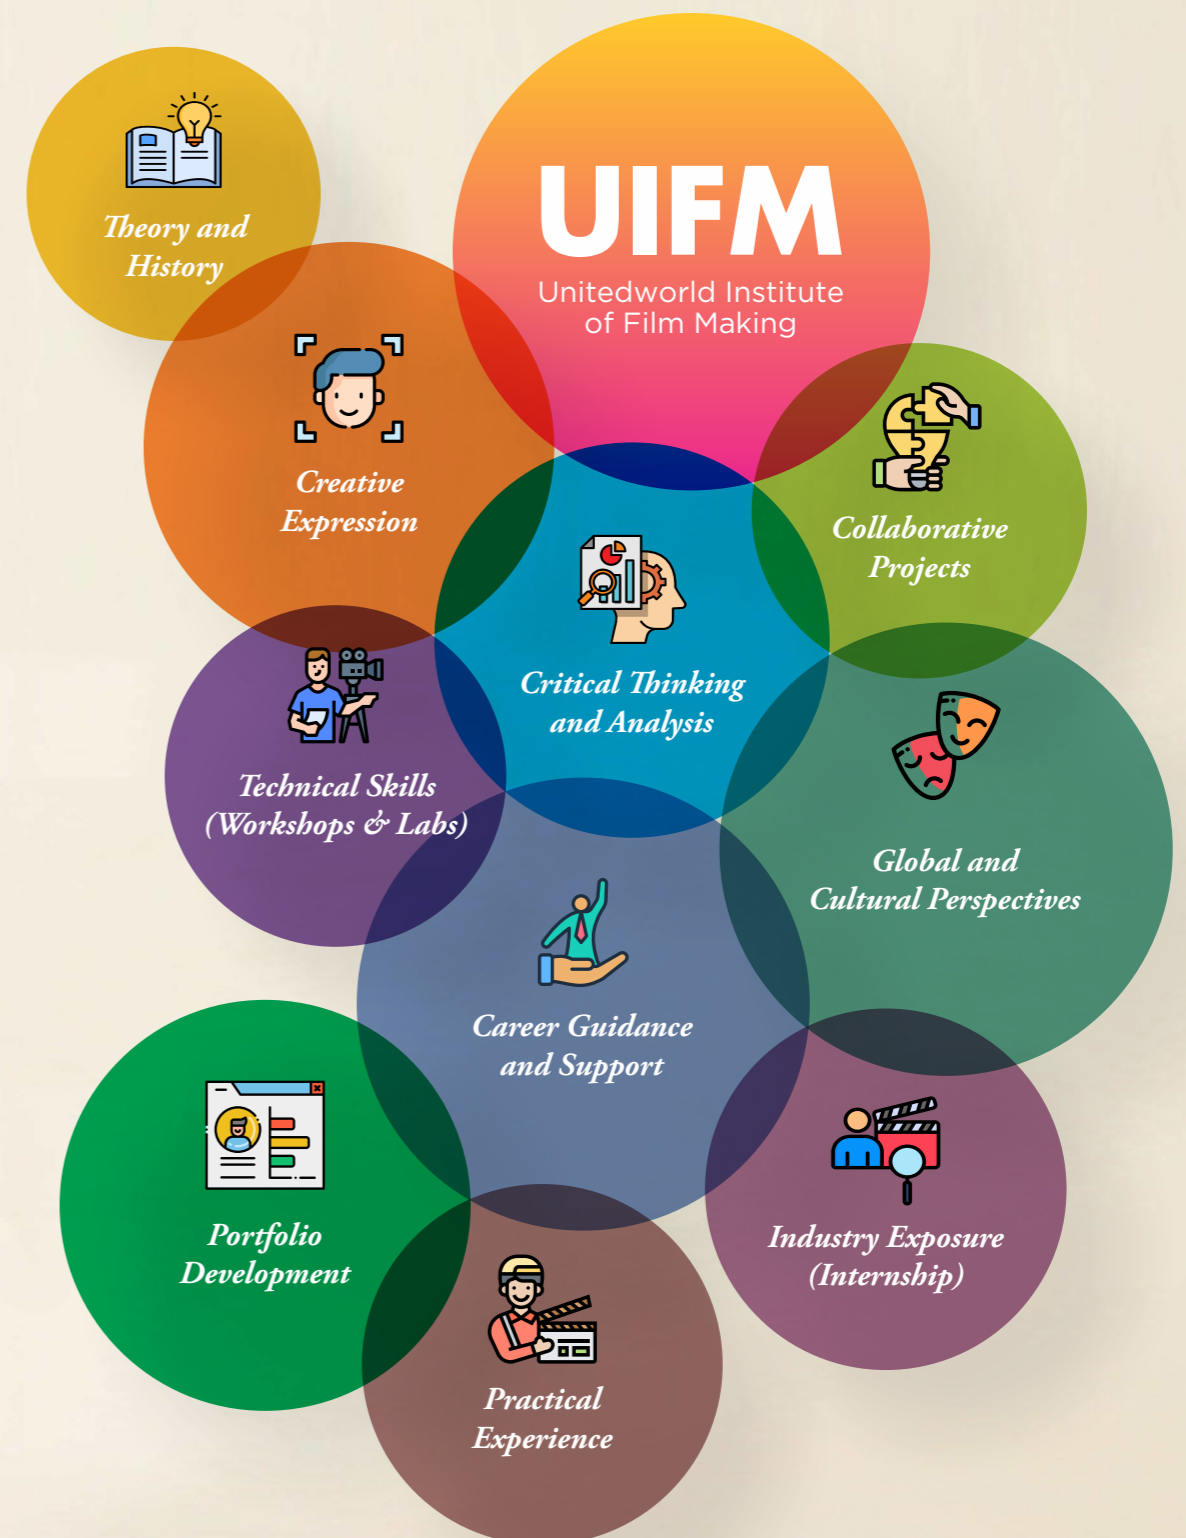 Theory and
History
UIFM
Unitedworld Institute
of Film Making
Creative
Expression
Collaborative
Projects
Critical Thinking
and Analysis
Technical Skills
(Workshops & Labs)
Global and
Cultural Perspectives
Career Guidance
and Support
Portfolio
Development
Industry Exposure
(Internship)
Practical
Experience